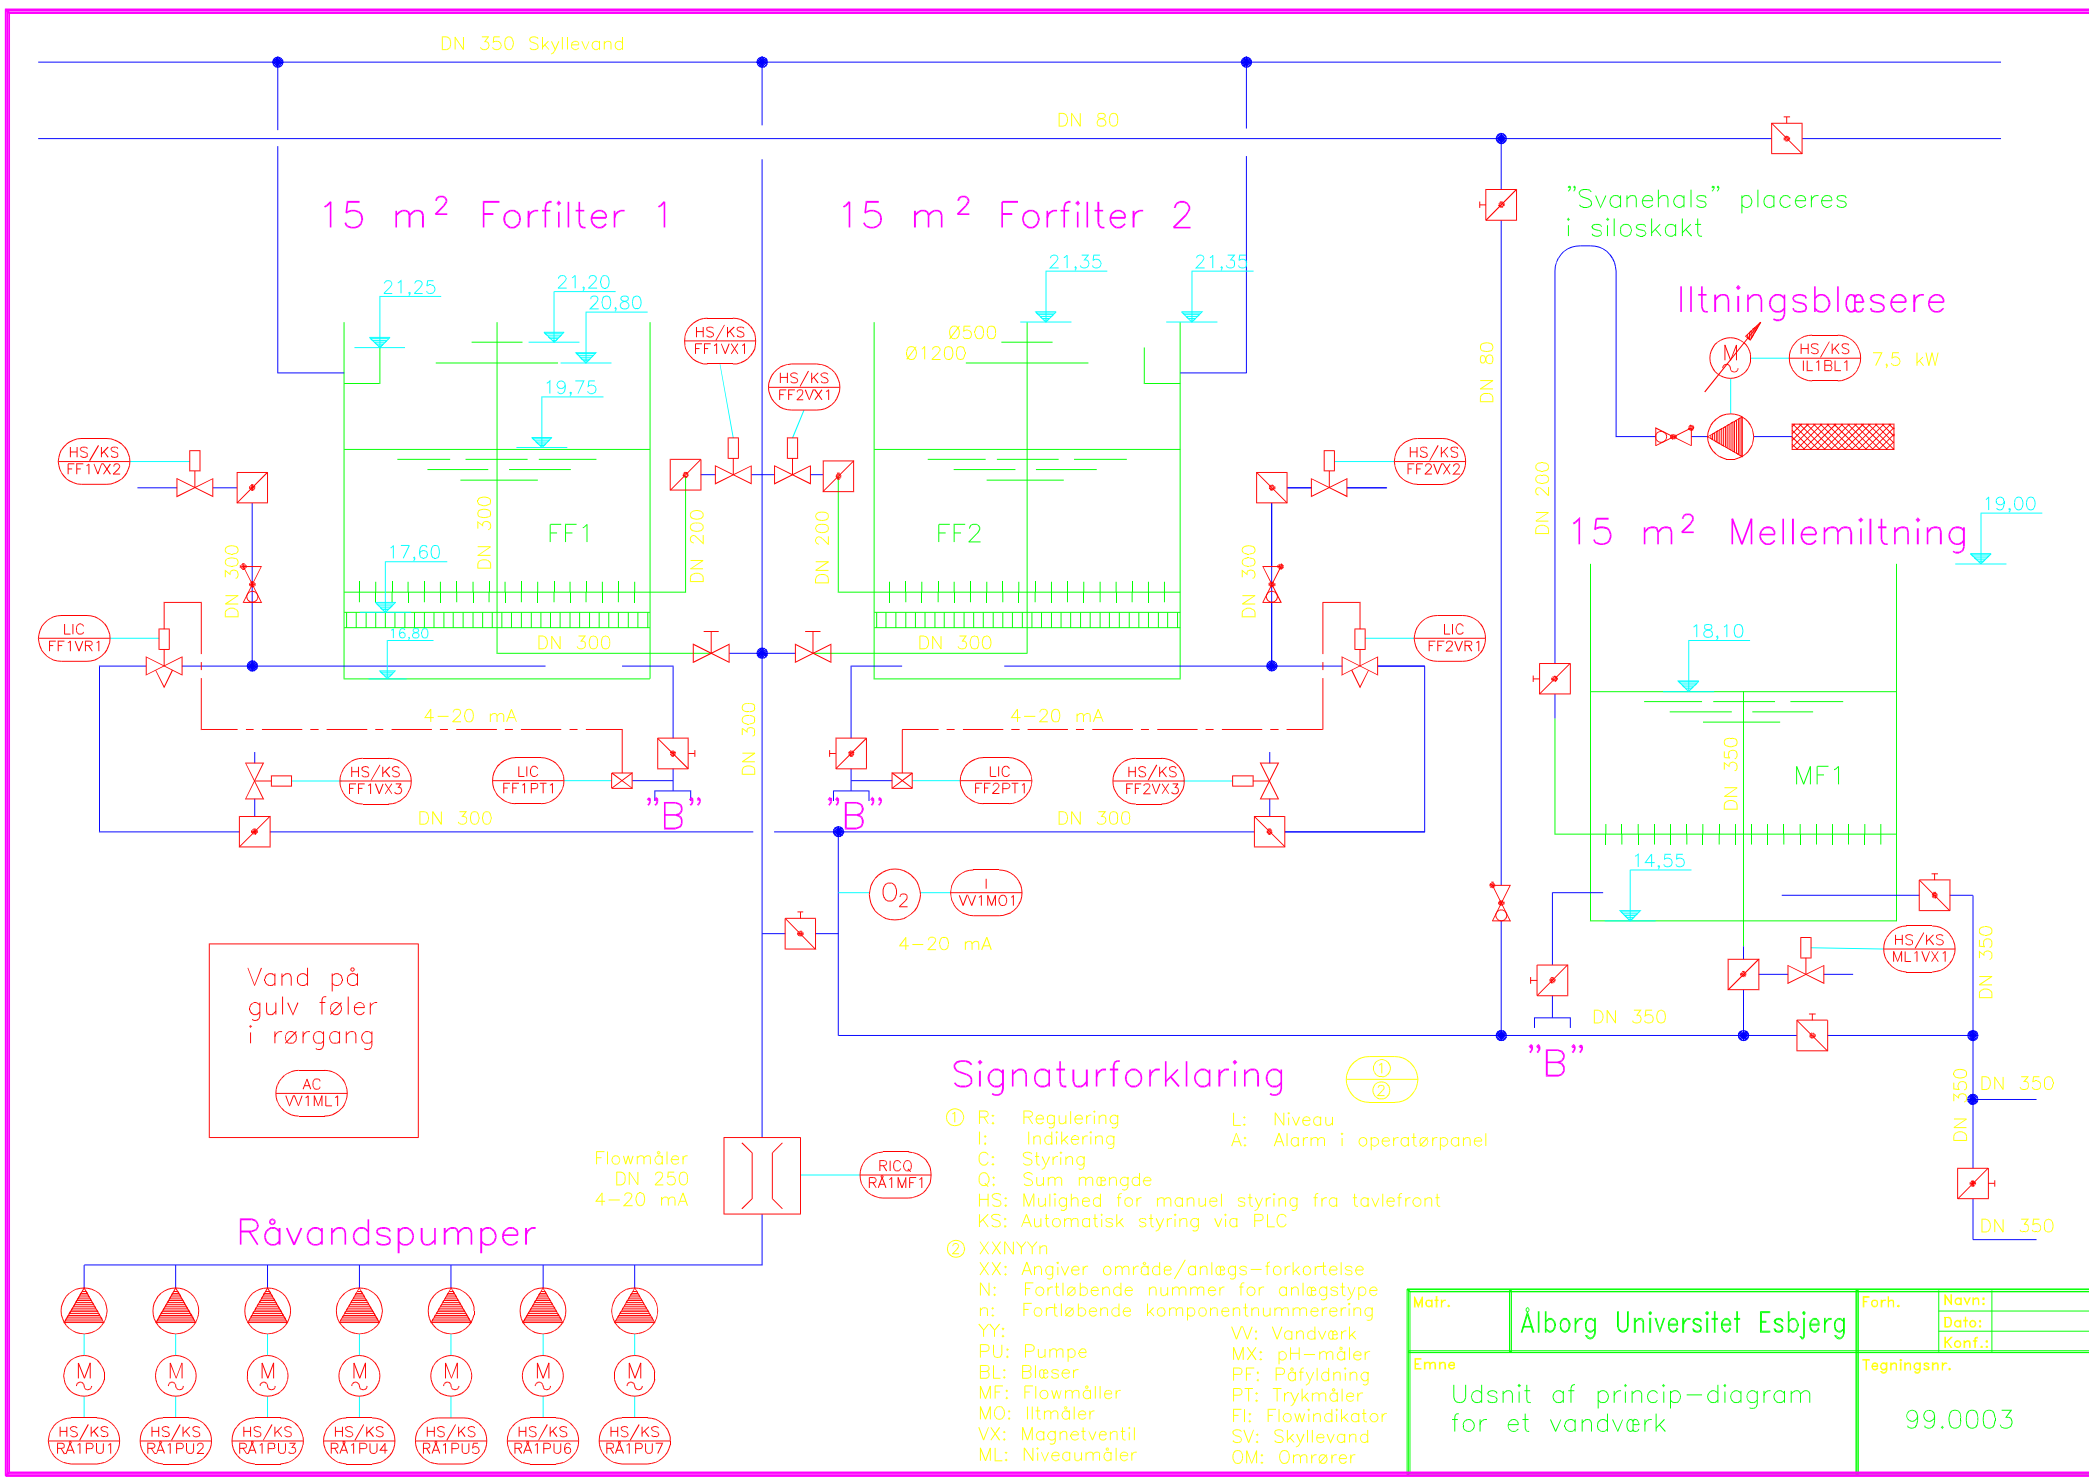 DN 350 Skyllevand
DN 80
15 m² Forfilter 1
15 m² Forfilter 2
"Svanehals" placeres
i siloskakt
21,25
21,20
20,80
19,75
21,35
21,35
Ø500
Ø1200
Iltningsblæsere
M
HS/KS
IL1BL1
7,5 kW
HS/KS
FF1VX1
HS/KS
FF2VX1
DN 80
HS/KS
FF1VX2
HS/KS
FF2VX2
DN 200
19,00
15 m² Mellemiltning
FF1
DN 300
DN 200
DN 200
FF2
17,60
DN 300
DN 300
16,80
DN 300
DN 300
LIC
FF1VR1
LIC
FF2VR1
18,10
4-20 mA
4-20 mA
DN 300
DN 350
MF1
HS/KS
FF1VX3
LIC
FF1PT1
"B"
"B"
LIC
FF2PT1
HS/KS
FF2VX3
DN 300
DN 300
14,55
O2
I
VV1MO1
4-20 mA
HS/KS
ML1VX1
DN 350
DN 350
"B"
Vand på
gulv føler
i rørgang
AC
VV1ML1
DN 350
DN 350
DN 350
Flowmåler
DN 250
4-20 mA
RICQ
RÅ1MF1
Signaturforklaring
①
②
① R: Regulering
I: Indikering
C: Styring
Q: Sum mængde
HS: Mulighed for manuel styring fra tavlefront
KS: Automatisk styring via PLC
L: Niveau
A: Alarm i operatørpanel
② XXNYYn
XX: Angiver område/anlægs-forkortelse
N: Fortløbende nummer for anlægstype
n: Fortløbende komponentnummerering
YY:
PU: Pumpe
BL: Blæser
MF: Flowmåller
MO: Iltmåler
VX: Magnetventil
ML: Niveaumåler
VV: Vandværk
MX: pH-måler
PF: Påfyldning
PT: Trykmåler
FI: Flowindikator
SV: Skyllevand
OM: Omrører
Råvandspumper
M
M
M
M
M
M
M
HS/KS
RÅ1PU1
HS/KS
RÅ1PU2
HS/KS
RÅ1PU3
HS/KS
RÅ1PU4
HS/KS
RÅ1PU5
HS/KS
RÅ1PU6
HS/KS
RÅ1PU7
Matr.
Ålborg Universitet Esbjerg
Forh.
Navn:
Dato:
Konf.:
Emne
Udsnit af princip-diagram
for et vandværk
Tegningsnr.
99.0003